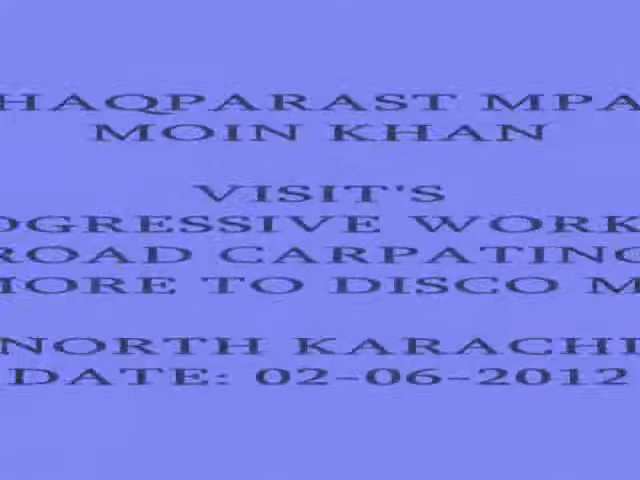 HAQPARAST MPA
MOIN KHAN
VISIT'S
OGRESSIVE WORK
ROAD CARPATING
MORE TO DISCO M
NORTH KARACHI
DATE: 02-06-2012